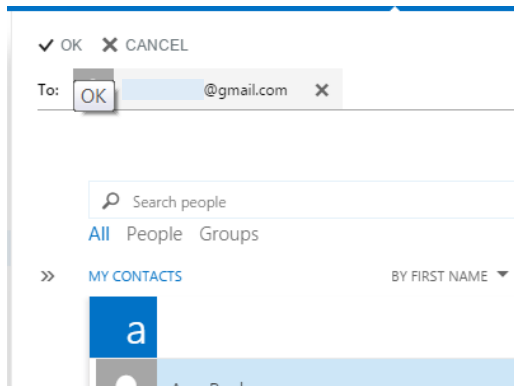 OK CANCEL
To: @gmail.com
OK
Search people
All People Groups
MY CONTACTS BY FIRST NAME
a